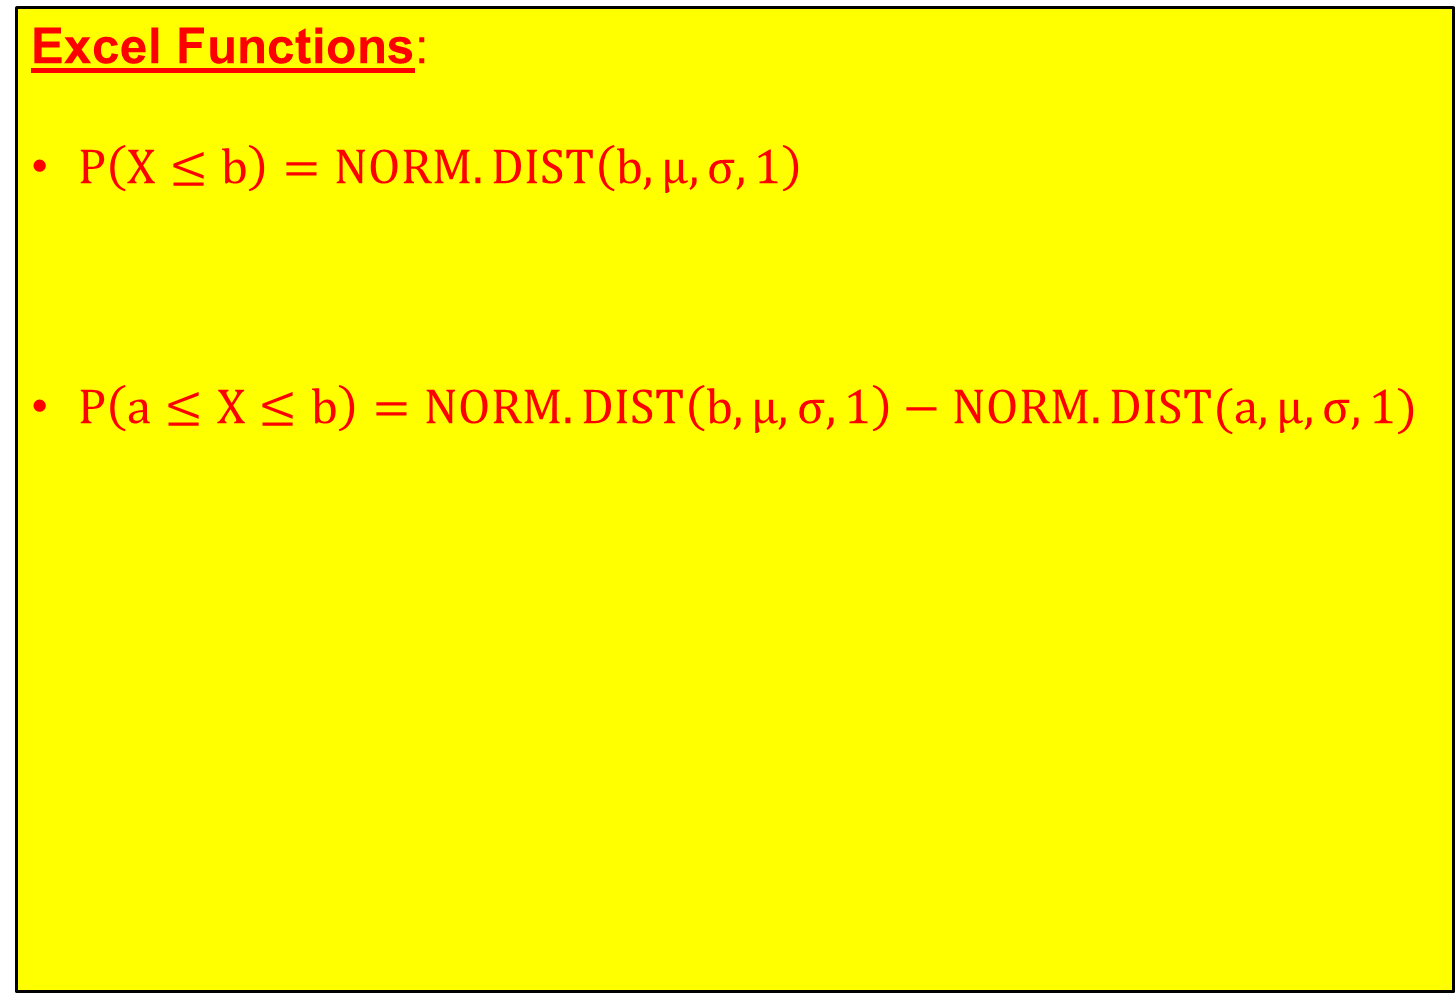 Excel Functions:
• P(X ≤ b) = NORM. DIST(b, μ, σ, 1)
• P(a ≤ X ≤ b) = NORM. DIST(b, μ, σ, 1) − NORM. DIST(a, μ, σ, 1)